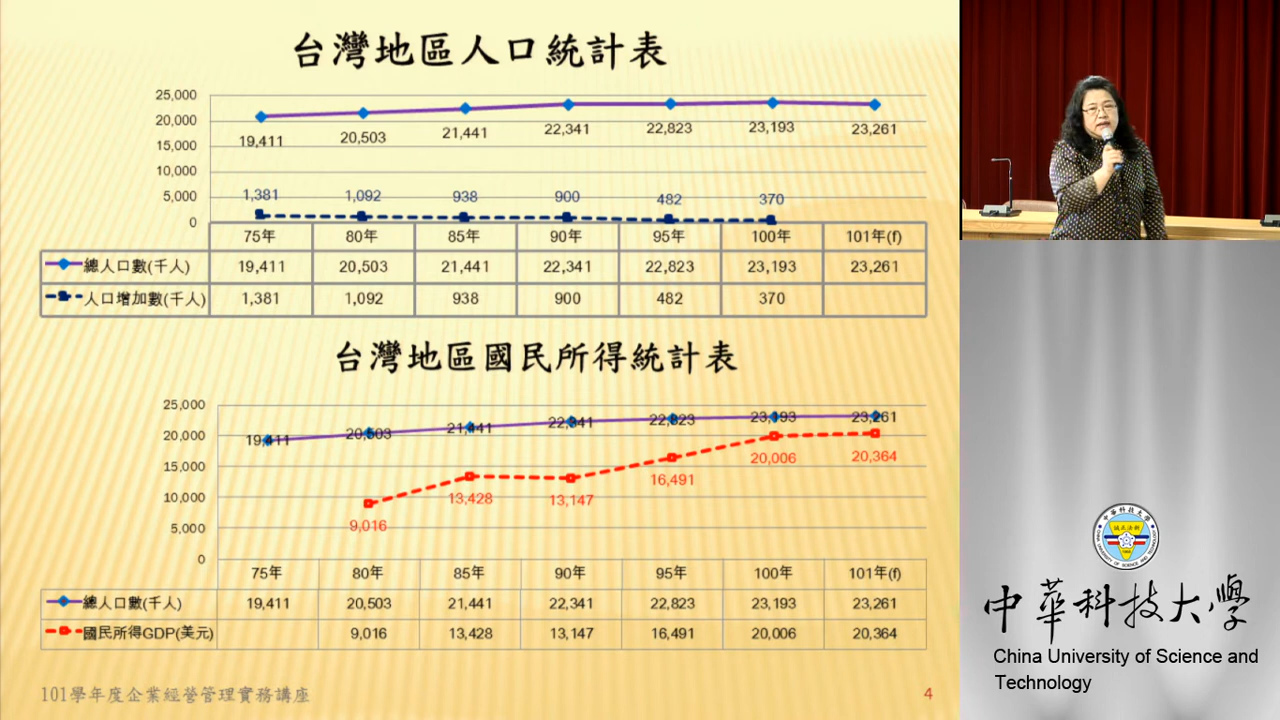 台灣地區人口統計表
25,000
20,000
15,000
10,000
5,000
0
19,411 20,503 21,441 22,341 22,823 23,193 23,261
1,381 1,092 938 900 482 370
75年 80年 85年 90年 95年 100年 101年(f)
總人口數(千人) 19,411 20,503 21,441 22,341 22,823 23,193 23,261
人口增加數(千人) 1,381 1,092 938 900 482 370
台灣地區國民所得統計表
25,000
20,000
15,000
10,000
5,000
0
19,411 20,503 21,441 22,341 22,823 23,193 23,261
9,016 13,428 13,147 16,491 20,006 20,364
75年 80年 85年 90年 95年 100年 101年(f)
總人口數(千人) 19,411 20,503 21,441 22,341 22,823 23,193 23,261
國民所得GDP(美元) 9,016 13,428 13,147 16,491 20,006 20,364
101學年度企業經營管理實務講座
4
中華科技大學
China University of Science and
Technology